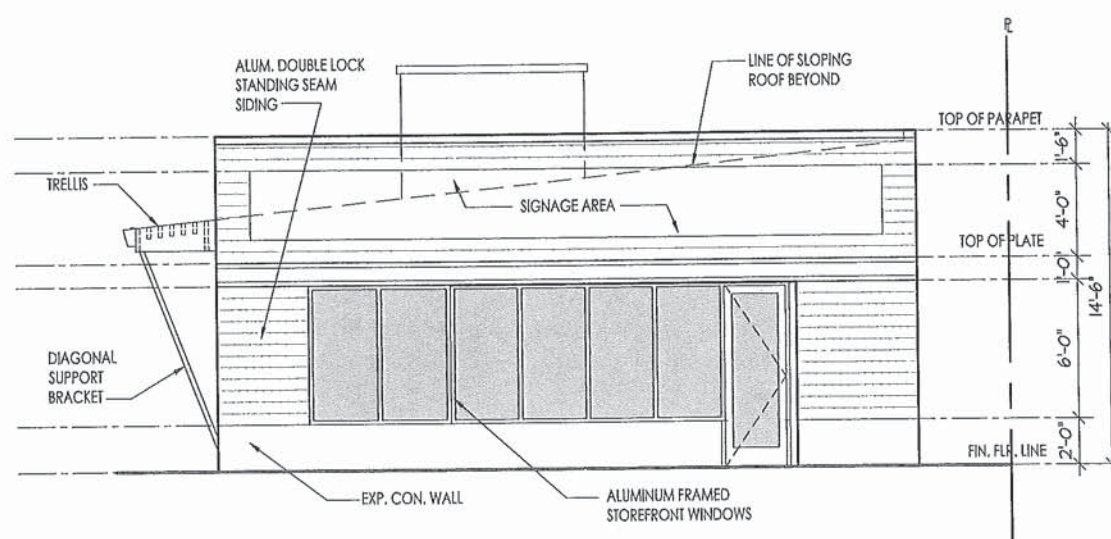 ALUM. DOUBLE LOCK
STANDING SEAM
SIDING
LINE OF SLOPING
ROOF BEYOND
PL
TOP OF PARAPET
1'-6"
TRELLIS
SIGNAGE AREA
4'-0"
TOP OF PLATE
1'-0"
14'-6"
DIAGONAL
SUPPORT
BRACKET
6'-0"
2'-0"
FIN. FLR. LINE
EXP. CON. WALL
ALUMINUM FRAMED
STOREFRONT WINDOWS